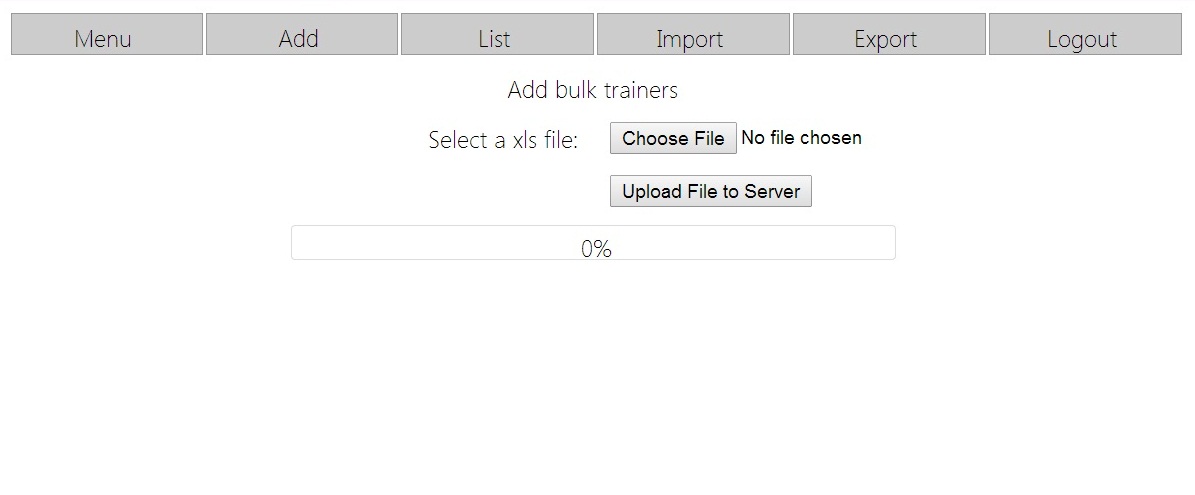 Menu Add List Import Export Logout
Add bulk trainers
Select a xls file: Choose File No file chosen
Upload File to Server
0%